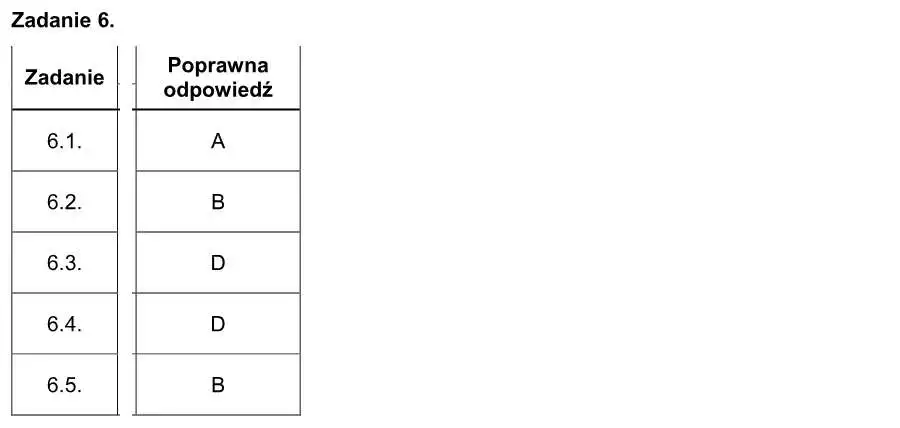 Zadanie 6.
Zadanie
Poprawna
odpowiedź
6.1. A
6.2. B
6.3. D
6.4. D
6.5. B